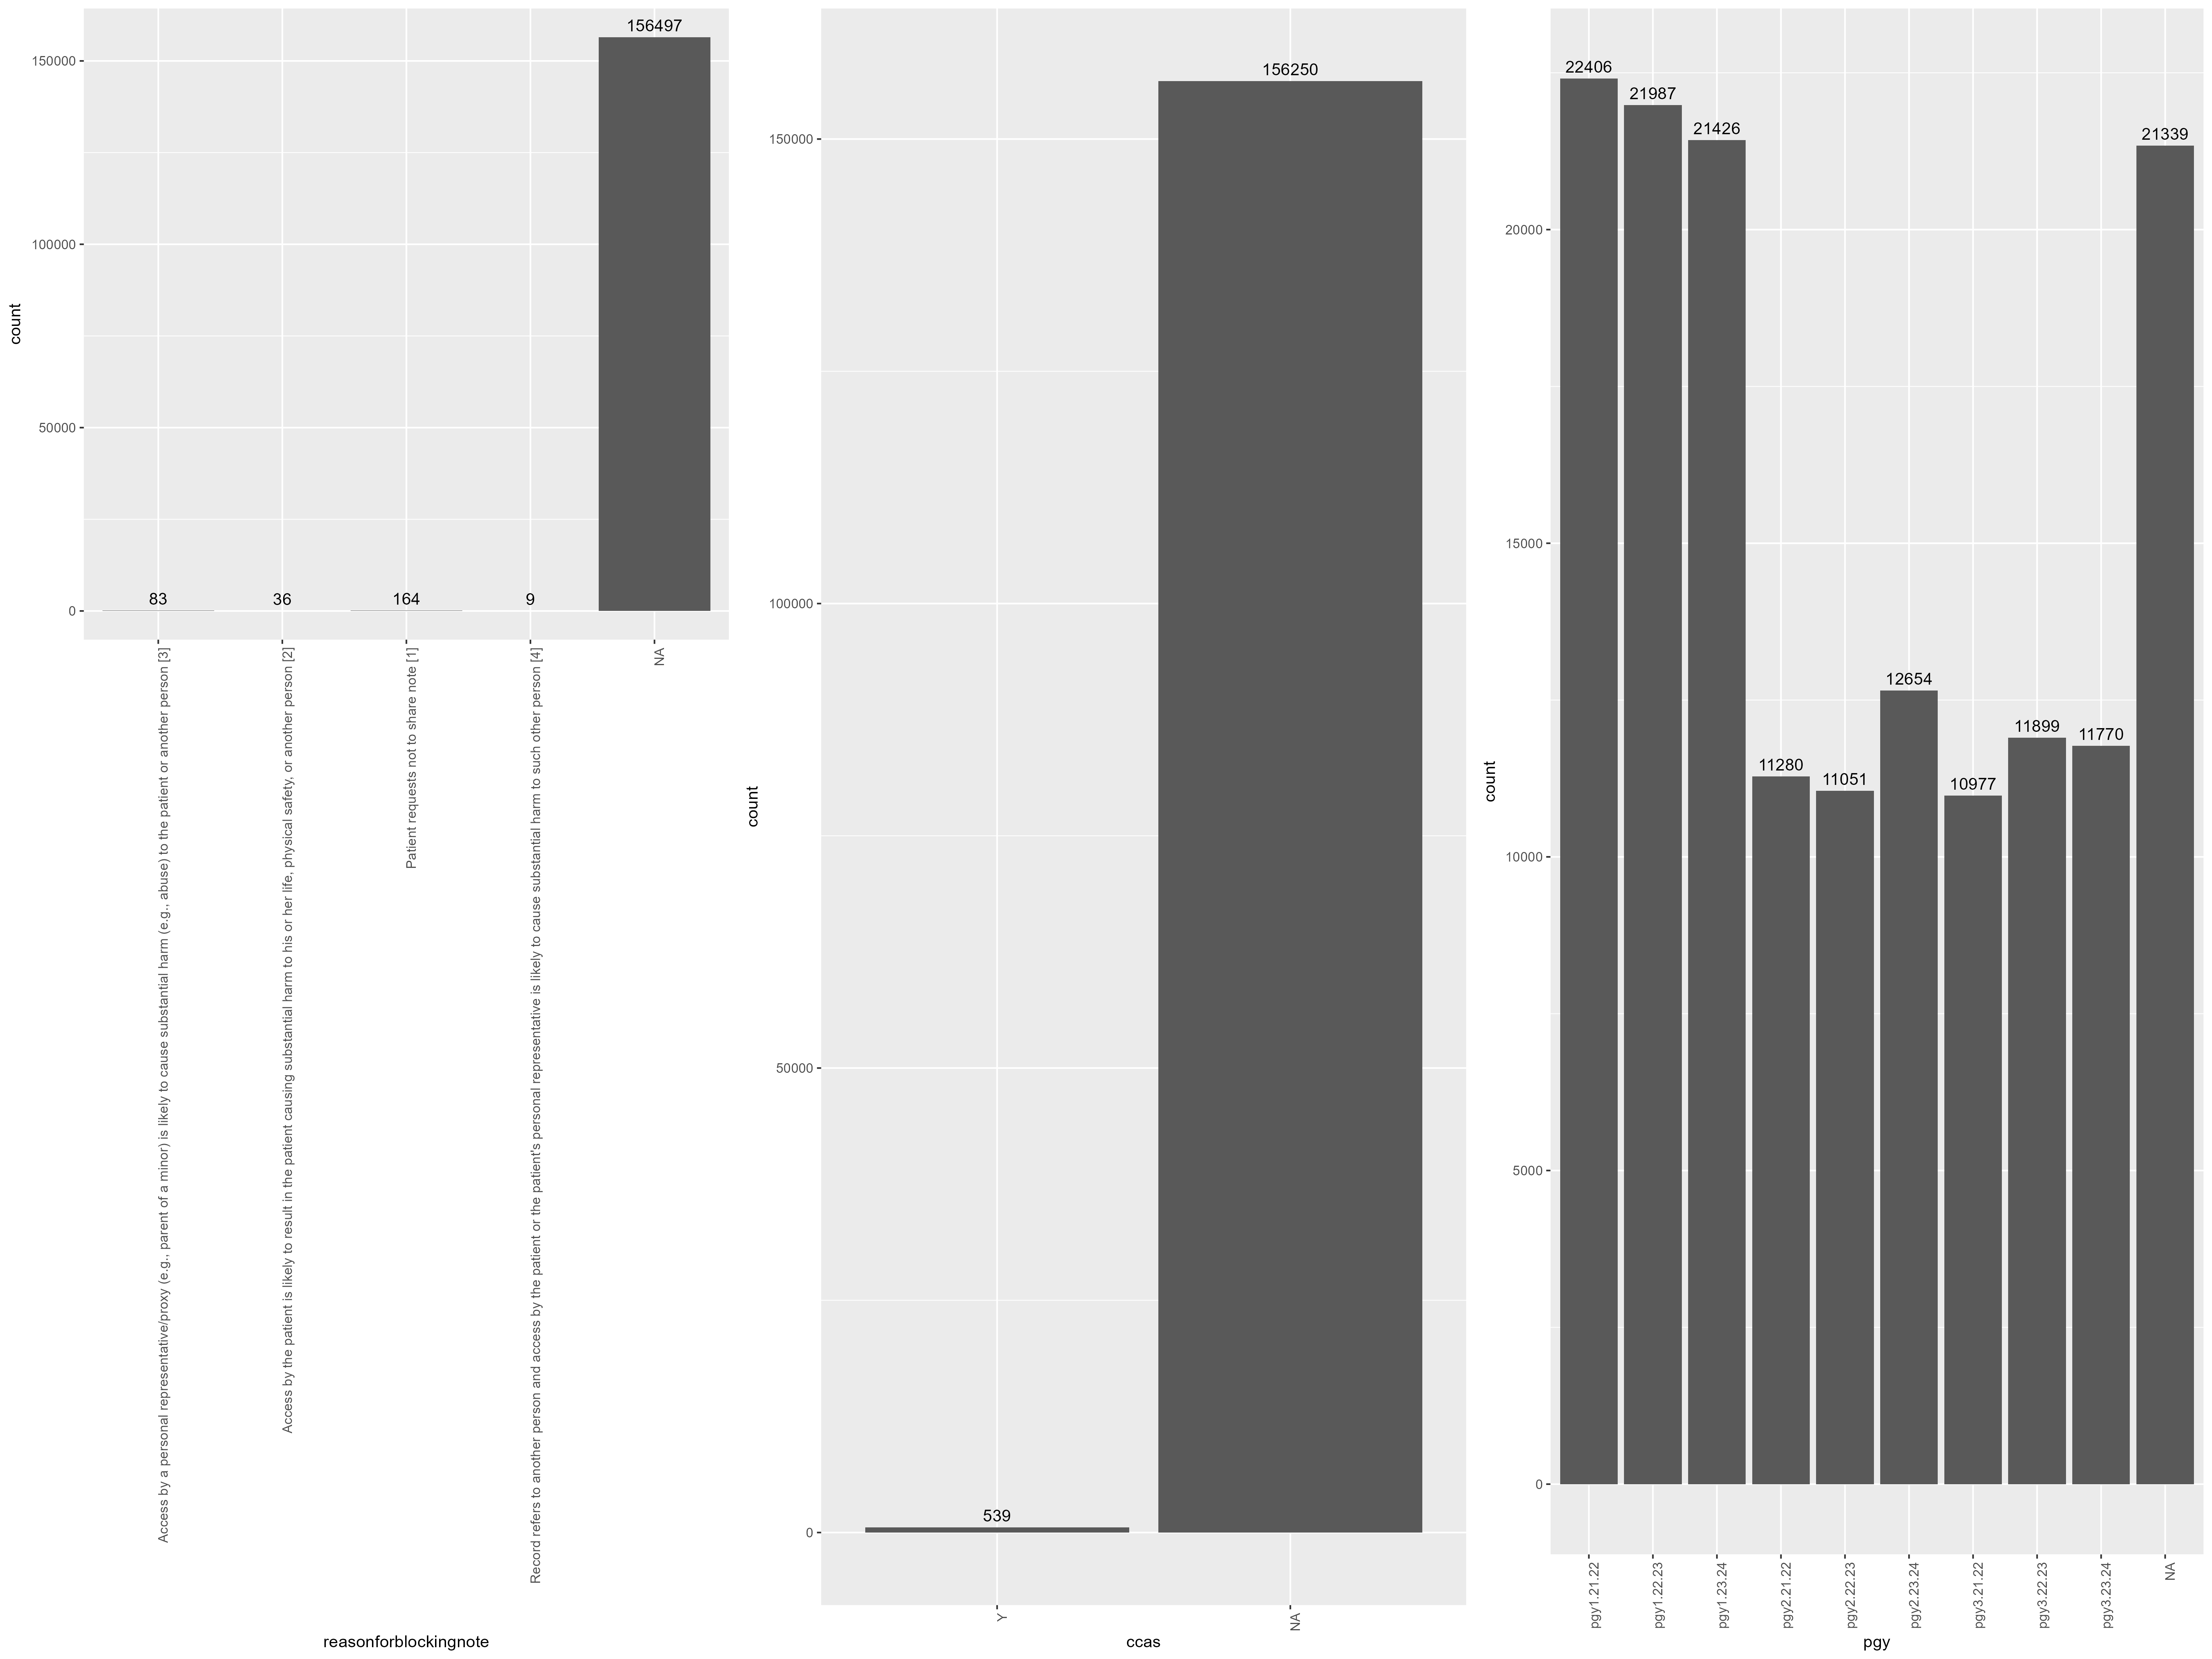 156497
150000
100000
50000
0
83
36
164
9
count
Access by a personal representative/proxy (e.g., parent of a minor) is likely to cause substantial harm (e.g., abuse) to the patient or another person [3]
Access by the patient is likely to result in the patient causing substantial harm to his or her life, physical safety, or another person [2]
Patient requests not to share note [1]
Record refers to another person and access by the patient or the patient's personal representative is likely to cause substantial harm to such other person [4]
NA
reasonforblockingnote
156250
150000
100000
50000
0
539
count
Y
NA
ccas
22406
21987
21426
11280
11051
12654
10977
11899
11770
21339
20000
15000
10000
5000
0
count
pgy1.21.22
pgy1.22.23
pgy1.23.24
pgy2.21.22
pgy2.22.23
pgy2.23.24
pgy3.21.22
pgy3.22.23
pgy3.23.24
NA
pgy